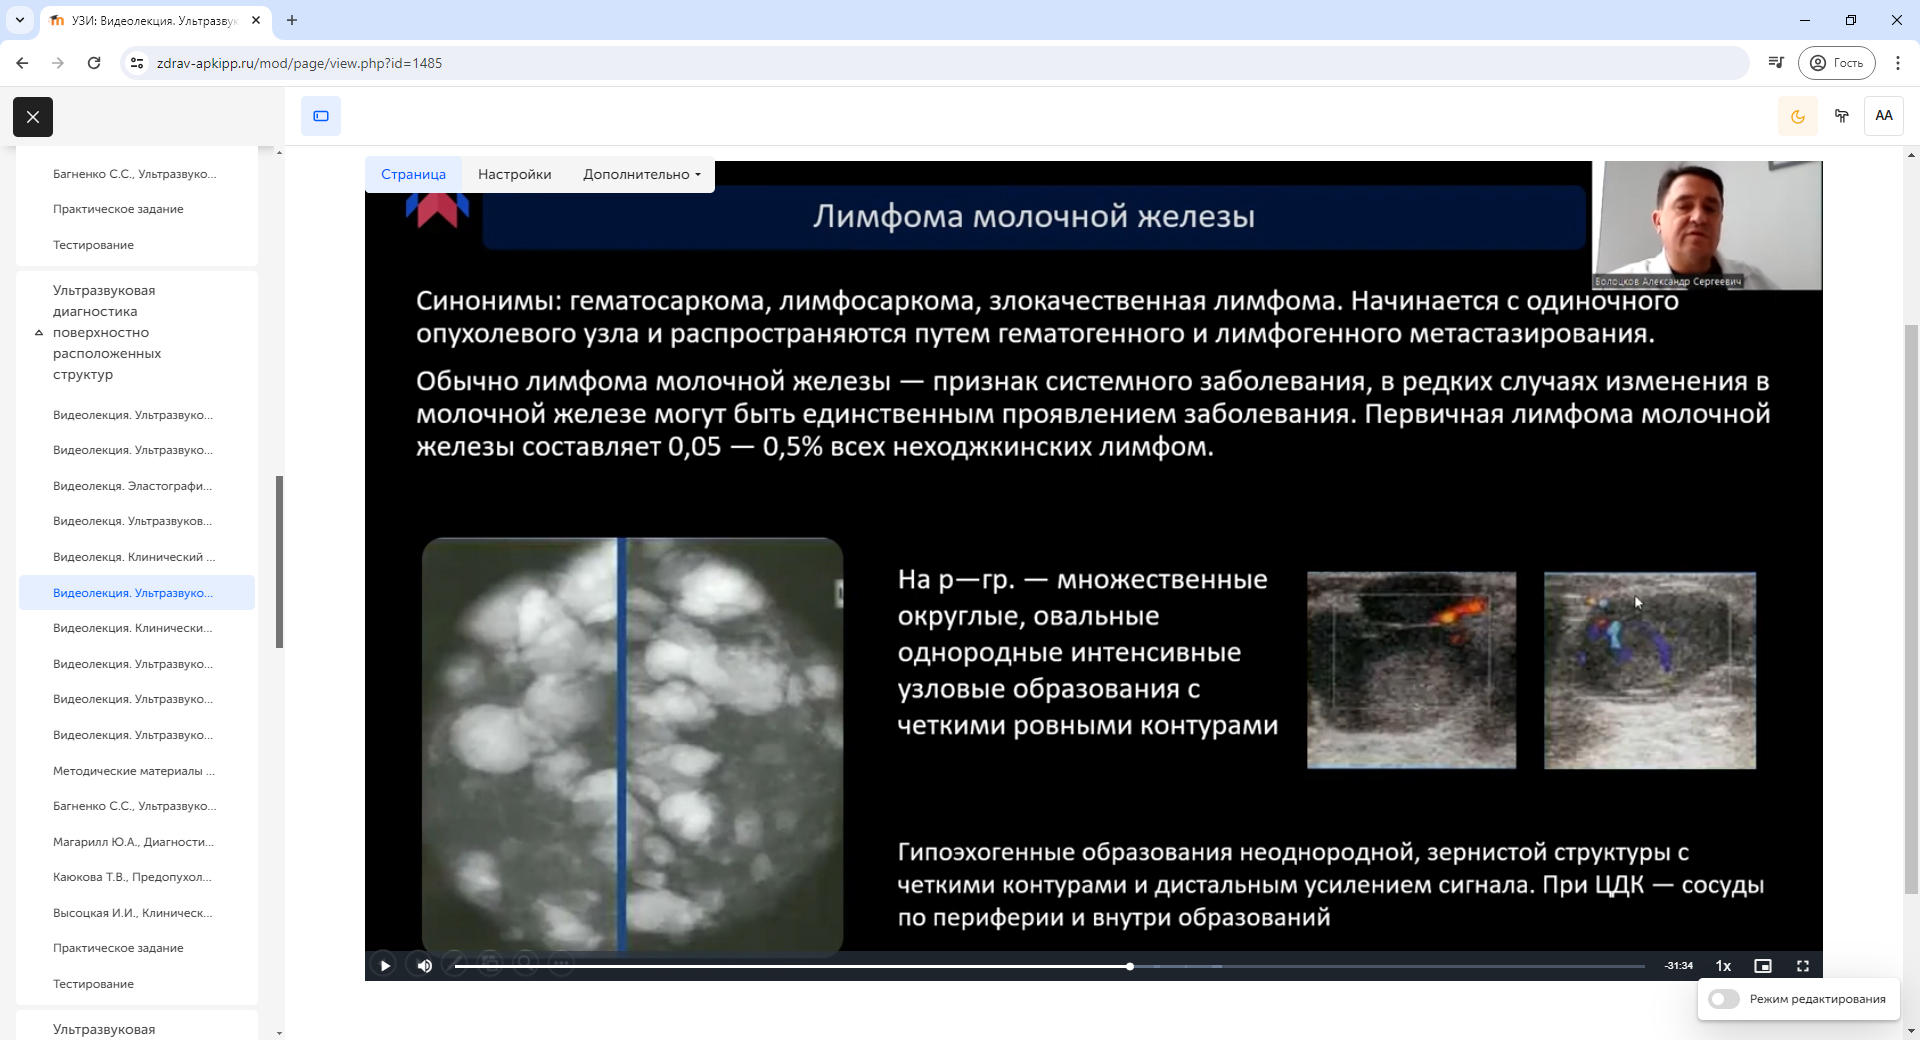 УЗИ: Видеолекция. Ультразвук
zdrav-apkipp.ru/mod/page/view.php?id=1485
Гость
AA
Багненко С.С., Ультразвуко...
Практическое задание
Тестирование
Ультразвуковая
диагностика
поверхностно
расположенных
структур
Видеолекция. Ультразвуко...
Видеолекция. Ультразвуко...
Видеолекця. Эластографи...
Видеолекця. Ультразвуков...
Видеолекця. Клинический ...
Видеолекция. Ультразвуко...
Видеолекция. Клинически...
Видеолекция. Ультразвуко...
Видеолекция. Ультразвуко...
Видеолекция. Ультразвуко...
Методические материалы ...
Багненко С.С., Ультразвуко...
Магарилл Ю.А., Диагности...
Каюкова Т.В., Предопухол...
Высоцкая И.И., Клиническ...
Практическое задание
Тестирование
Ультразвуковая
Страница Настройки Дополнительно
Лимфома молочной железы
Болоцков Александр Сергеевич
Синонимы: гематосаркома, лимфосаркома, злокачественная лимфома. Начинается с одиночного
опухолевого узла и распространяются путем гематогенного и лимфогенного метастазирования.
Обычно лимфома молочной железы — признак системного заболевания, в редких случаях изменения в
молочной железе могут быть единственным проявлением заболевания. Первичная лимфома молочной
железы составляет 0,05 — 0,5% всех неходжкинских лимфом.
На р—гр. — множественные
округлые, овальные
однородные интенсивные
узловые образования с
четкими ровными контурами
Гипоэхогенные образования неоднородной, зернистой структуры с
четкими контурами и дистальным усилением сигнала. При ЦДК — сосуды
по периферии и внутри образований
-31:34
1x
Режим редактирования